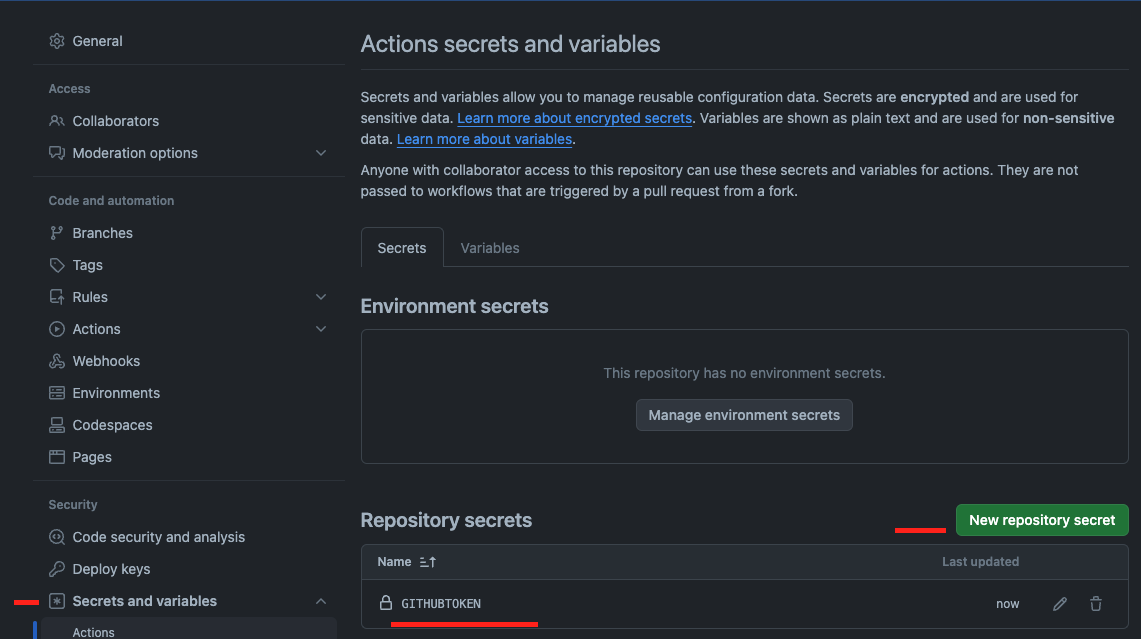 General
Access
Collaborators
Moderation options
Code and automation
Branches
Tags
Rules
Actions
Webhooks
Environments
Codespaces
Pages
Security
Code security and analysis
Deploy keys
Secrets and variables
Actions
Actions secrets and variables
Secrets and variables allow you to manage reusable configuration data. Secrets are encrypted and are used for
sensitive data. Learn more about encrypted secrets. Variables are shown as plain text and are used for non-sensitive
data. Learn more about variables.
Anyone with collaborator access to this repository can use these secrets and variables for actions. They are not
passed to workflows that are triggered by a pull request from a fork.
Secrets Variables
Environment secrets
This repository has no environment secrets.
Manage environment secrets
Repository secrets New repository secret
Name Last updated
GITHUBTOKEN now